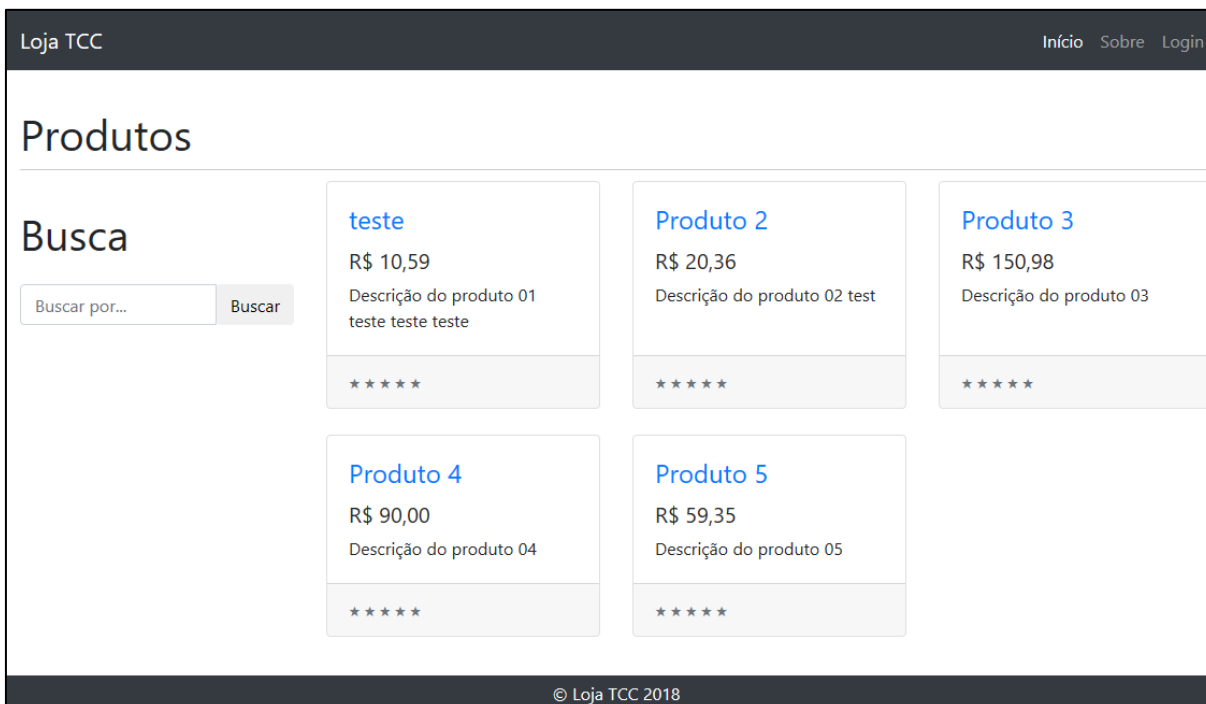 Loja TCC
Início Sobre Login
Produtos
Busca
Buscar por...
Buscar
teste
R$ 10,59
Descrição do produto 01
teste teste teste
★ ★ ★ ★ ★
Produto 2
R$ 20,36
Descrição do produto 02 test
★ ★ ★ ★ ★
Produto 3
R$ 150,98
Descrição do produto 03
★ ★ ★ ★ ★
Produto 4
R$ 90,00
Descrição do produto 04
★ ★ ★ ★ ★
Produto 5
R$ 59,35
Descrição do produto 05
★ ★ ★ ★ ★
© Loja TCC 2018